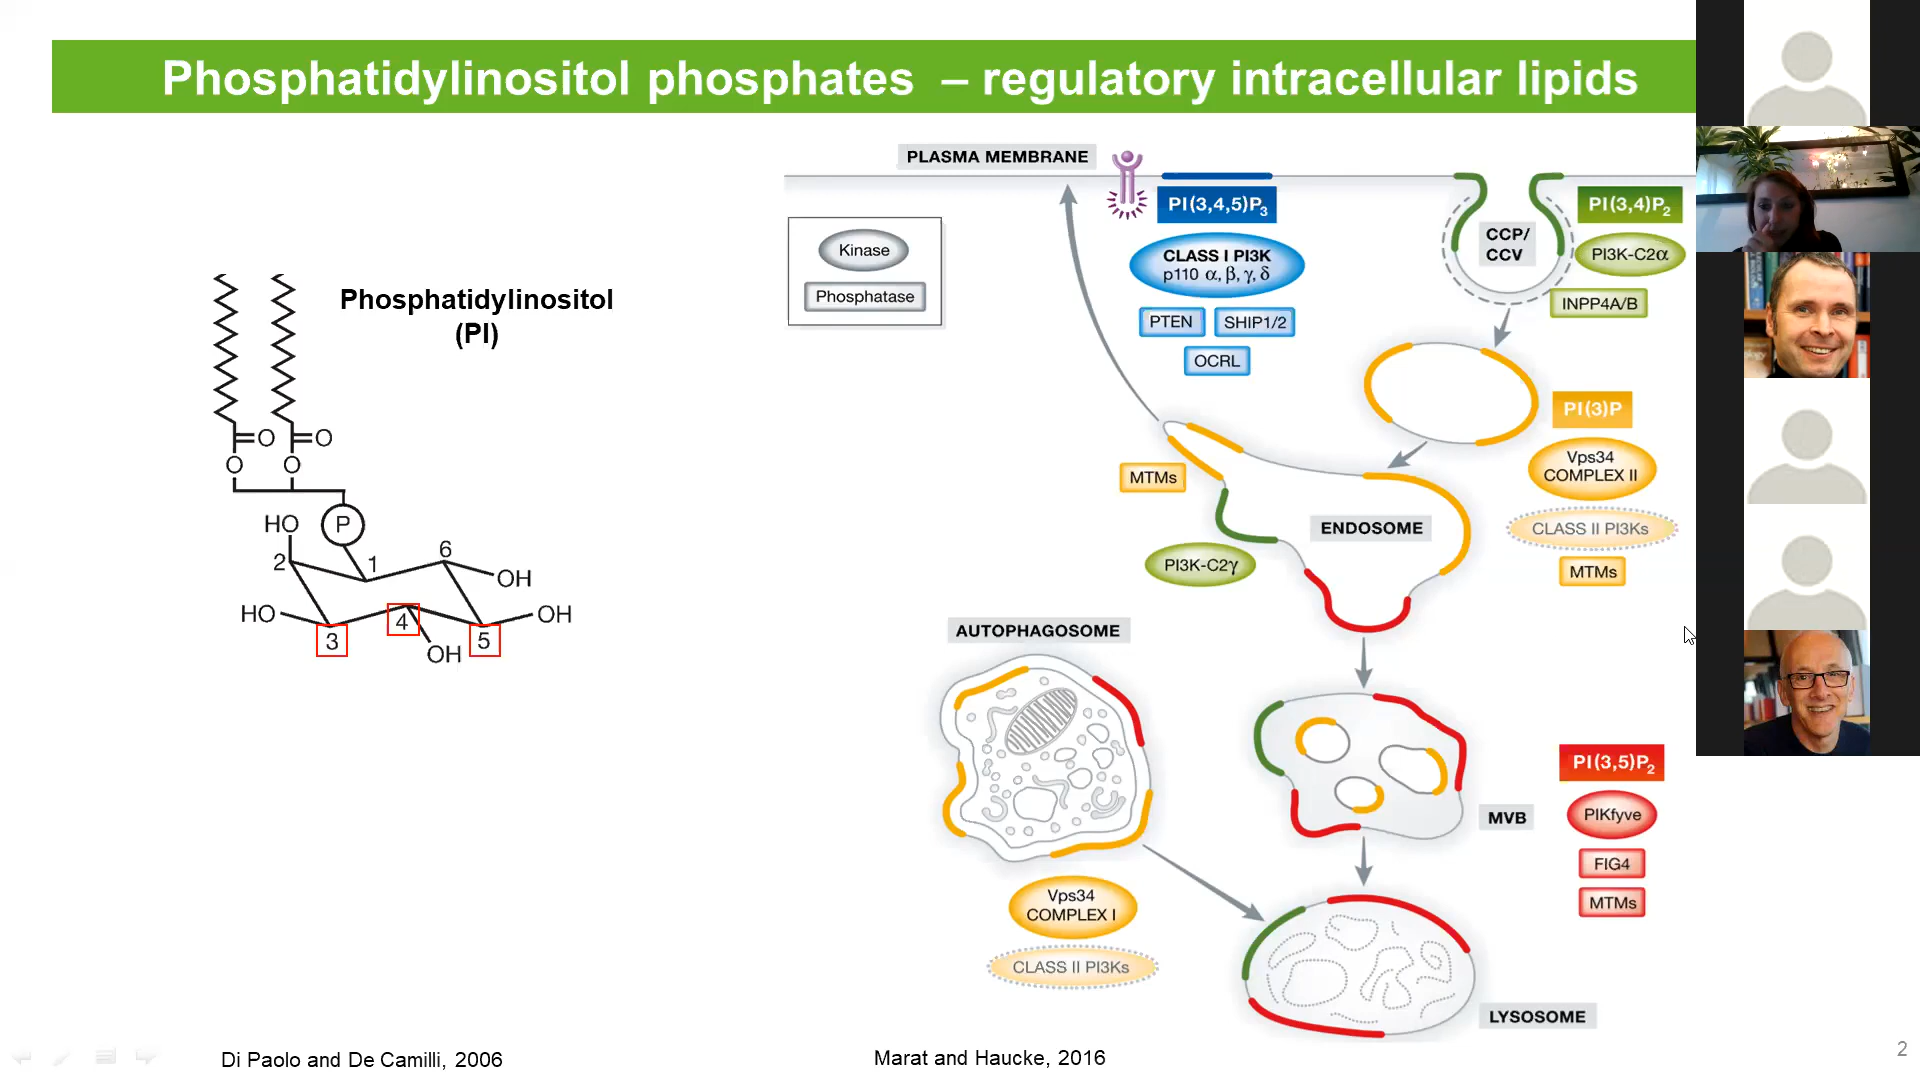 Phosphatidylinositol phosphates – regulatory intracellular lipids
Phosphatidylinositol
(PI)
O
O
O
O
HO
P
2
1
6
OH
HO
3
4
5
OH
OH
Di Paolo and De Camilli, 2006
PLASMA MEMBRANE
Kinase
Phosphatase
PI(3,4,5)P3
CLASS I PI3K
p110 α, β, γ, δ
PTEN
SHIP1/2
OCRL
CCP/
CCV
PI(3,4)P2
PI3K-C2α
INPP4A/B
PI(3)P
Vps34
COMPLEX II
CLASS II PI3Ks
MTMs
MTMs
ENDOSOME
PI3K-C2γ
AUTOPHAGOSOME
Vps34
COMPLEX I
CLASS II PI3Ks
MVB
PI(3,5)P2
PIKfyve
FIG4
MTMs
LYSOSOME
Marat and Haucke, 2016
2